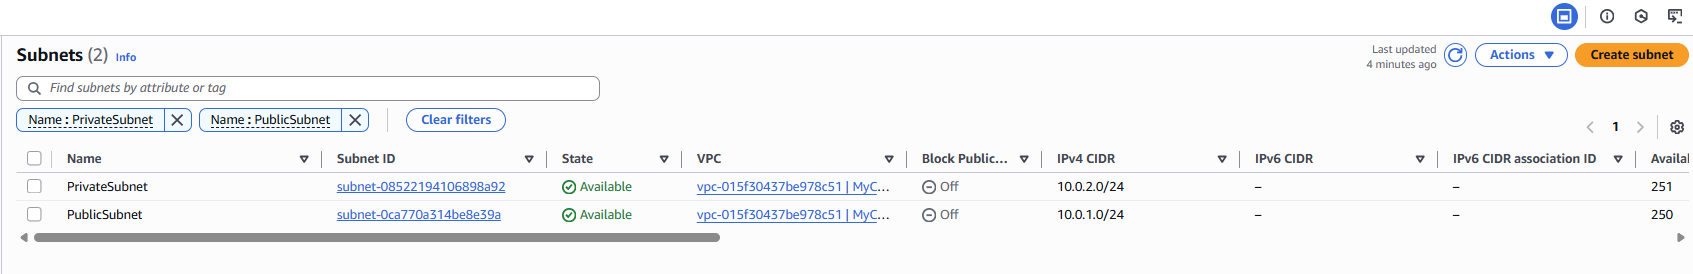 Subnets (2) Info
Last updated
4 minutes ago
Actions
Create subnet
Find subnets by attribute or tag
Name : PrivateSubnet
Name : PublicSubnet
Clear filters
1
Name Subnet ID State VPC Block Public... IPv4 CIDR IPv6 CIDR IPv6 CIDR association ID Availal
PrivateSubnet subnet-08522194106898a92 Available vpc-015f30437be978c51 | MyC... Off 10.0.2.0/24 – – 251
PublicSubnet subnet-0ca770a314be8e39a Available vpc-015f30437be978c51 | MyC... Off 10.0.1.0/24 – – 250